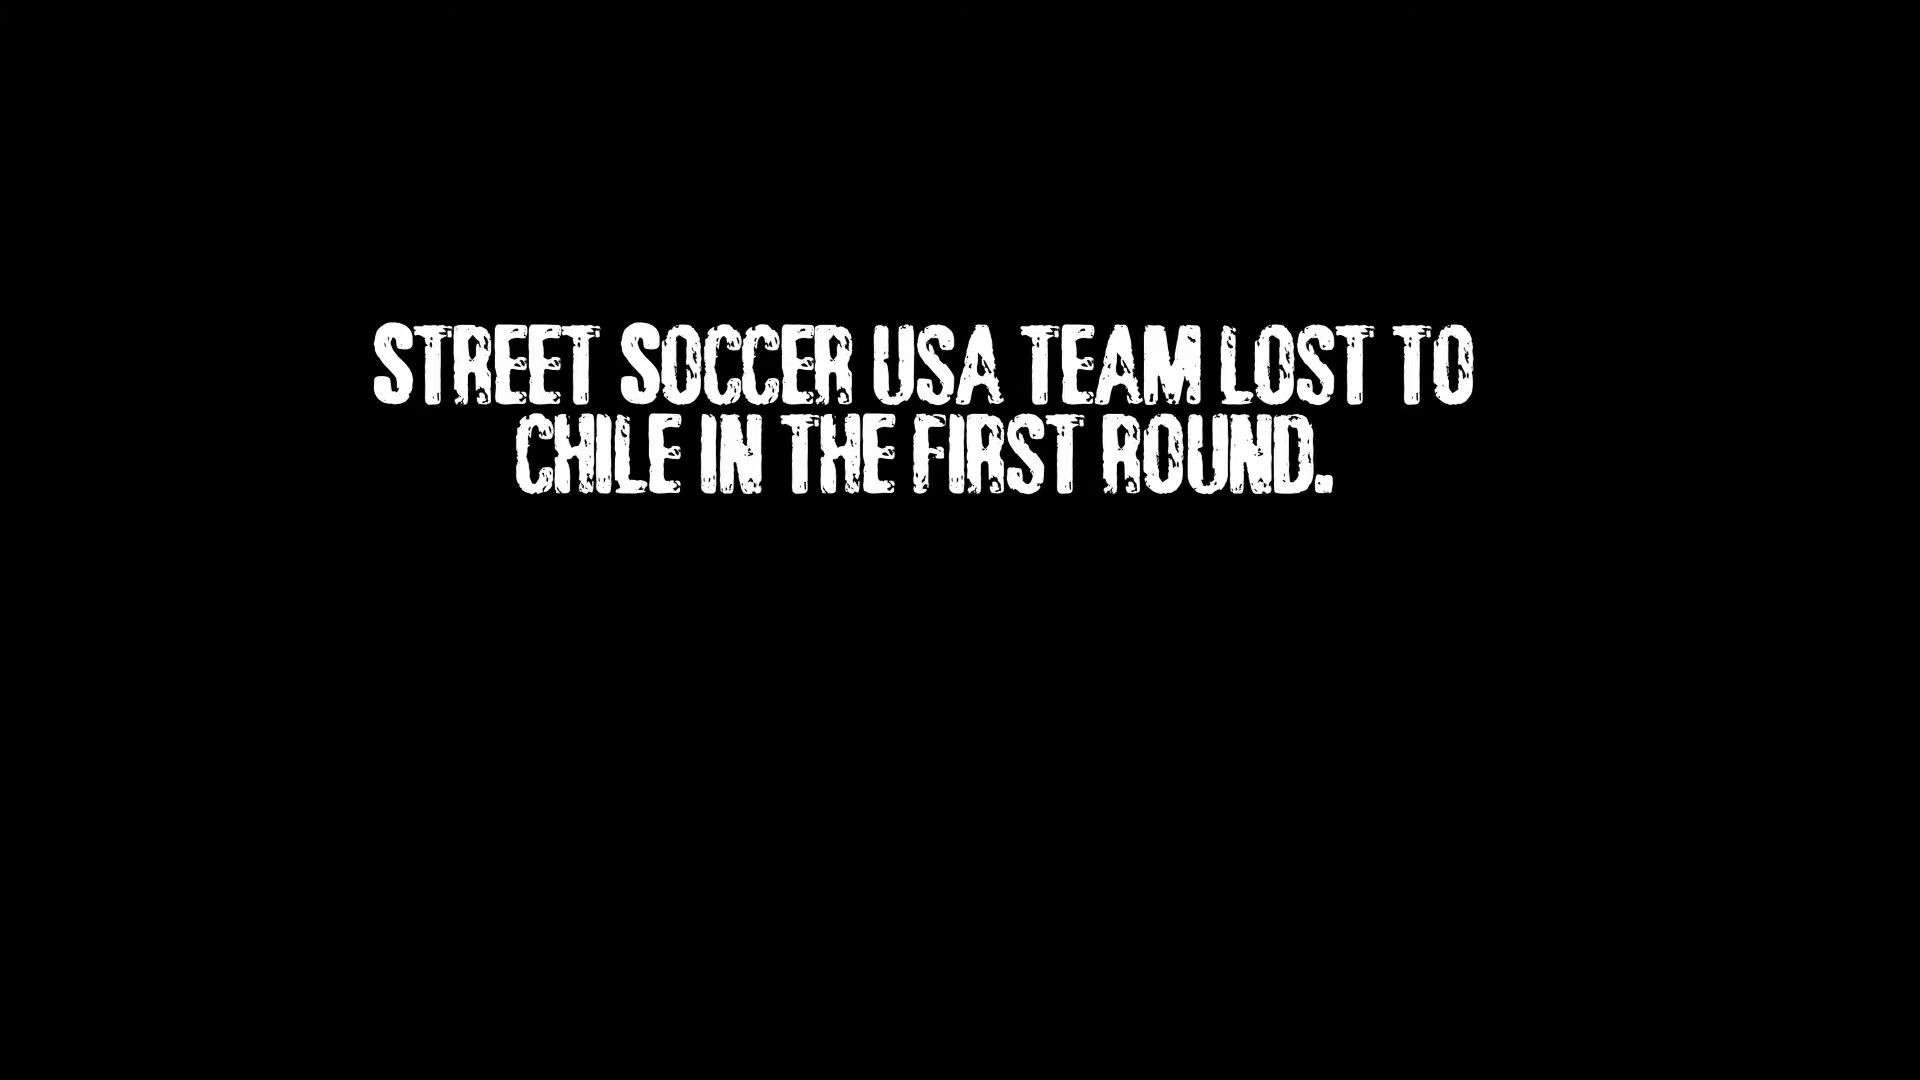 STREET SOCCER USA TEAM LOST TO
CHILE IN THE FIRST ROUND.